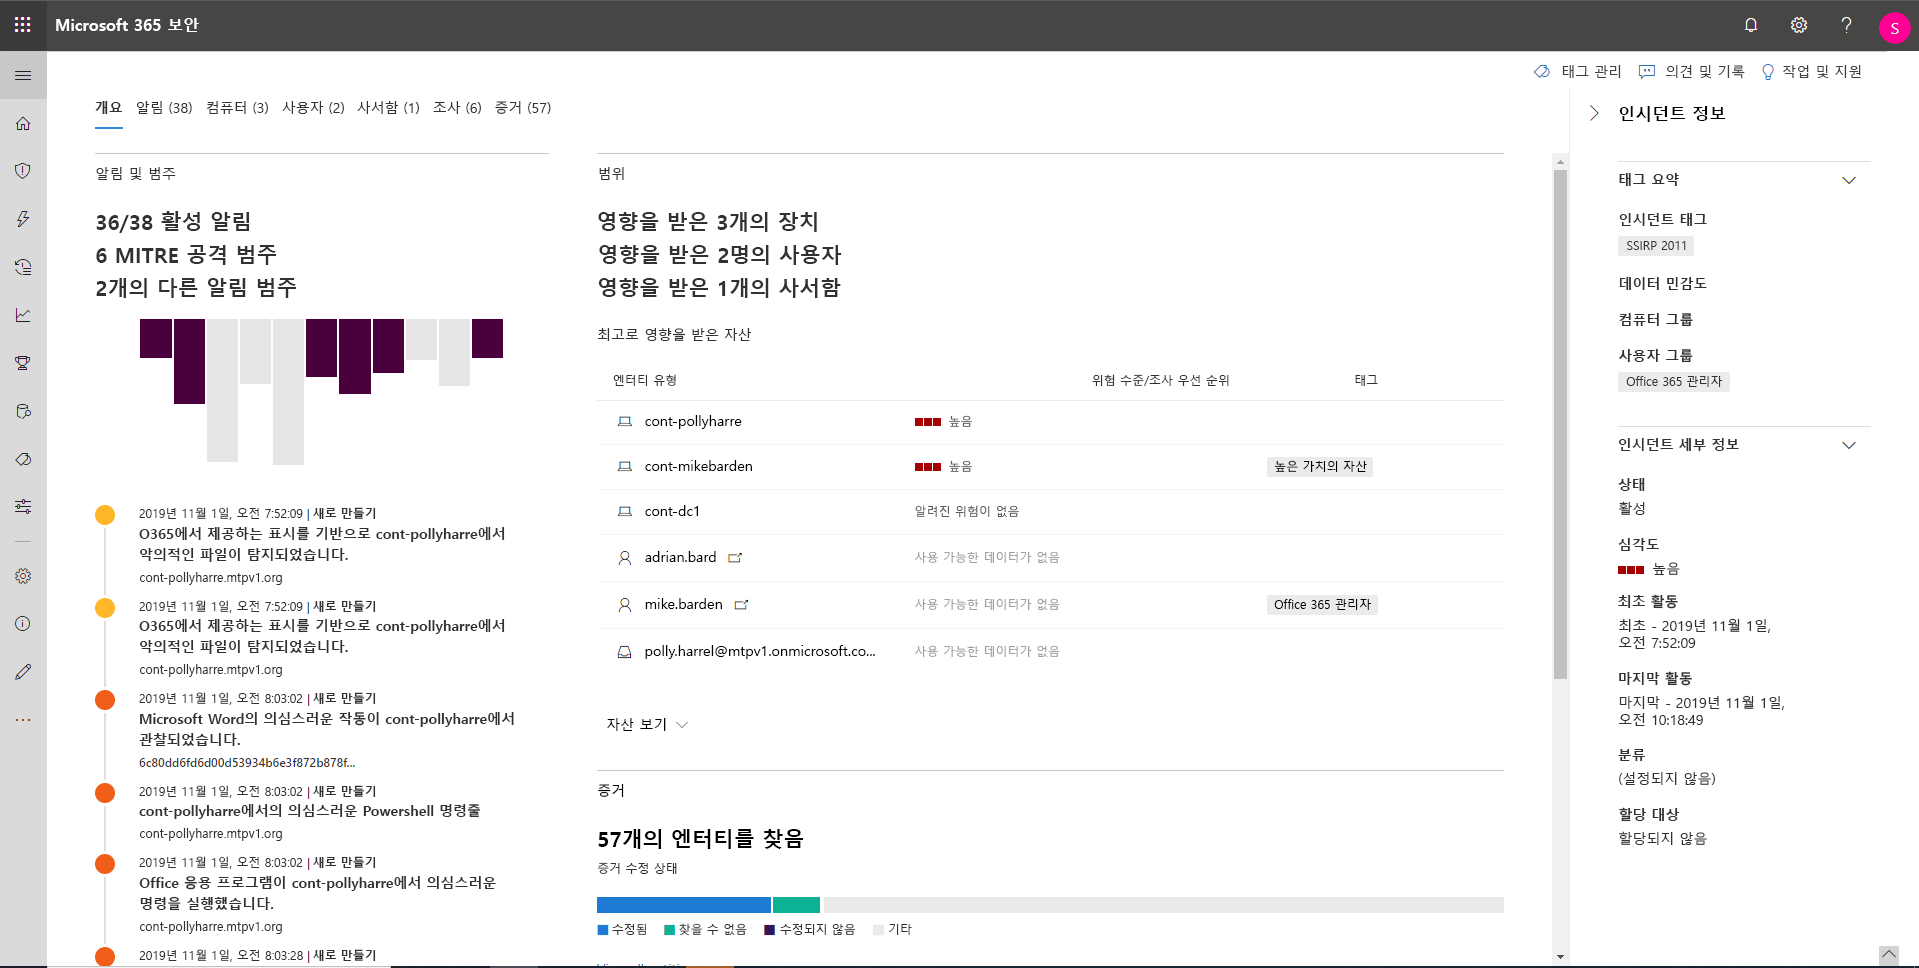 Microsoft 365 보안
S
태그 관리
의견 및 기록
작업 및 지원
개요 알림 (38) 컴퓨터 (3) 사용자 (2) 사서함 (1) 조사 (6) 증거 (57)
알림 및 범주
36/38 활성 알림
6 MITRE 공격 범주
2개의 다른 알림 범주
2019년 11월 1일, 오전 7:52:09 | 새로 만들기
O365에서 제공하는 표시를 기반으로 cont-pollyharre에서
악의적인 파일이 탐지되었습니다.
cont-pollyharre.mtpv1.org
2019년 11월 1일, 오전 7:52:09 | 새로 만들기
O365에서 제공하는 표시를 기반으로 cont-pollyharre에서
악의적인 파일이 탐지되었습니다.
cont-pollyharre.mtpv1.org
2019년 11월 1일, 오전 8:03:02 | 새로 만들기
Microsoft Word의 의심스러운 작동이 cont-pollyharre에서
관찰되었습니다.
6c80dd6fd6d00d53934b6e3f872b878f...
2019년 11월 1일, 오전 8:03:02 | 새로 만들기
cont-pollyharre에서의 의심스러운 Powershell 명령줄
cont-pollyharre.mtpv1.org
2019년 11월 1일, 오전 8:03:02 | 새로 만들기
Office 응용 프로그램이 cont-pollyharre에서 의심스러운
명령을 실행했습니다.
cont-pollyharre.mtpv1.org
2019년 11월 1일, 오전 8:03:28 | 새로 만들기
범위
영향을 받은 3개의 장치
영향을 받은 2명의 사용자
영향을 받은 1개의 사서함
최고로 영향을 받은 자산
엔터티 유형 위험 수준/조사 우선 순위 태그
cont-pollyharre 높음
cont-mikebarden 높음 높은 가치의 자산
cont-dc1 알려진 위험이 없음
adrian.bard 사용 가능한 데이터가 없음
mike.barden 사용 가능한 데이터가 없음 Office 365 관리자
polly.harrel@mtpv1.onmicrosoft.co... 사용 가능한 데이터가 없음
자산 보기
증거
57개의 엔터티를 찾음
증거 수정 상태
수정됨 찾을 수 없음 수정되지 않음 기타
인시던트 정보
태그 요약
인시던트 태그
SSIRP 2011
데이터 민감도
컴퓨터 그룹
사용자 그룹
Office 365 관리자
인시던트 세부 정보
상태
활성
심각도
높음
최초 활동
최초 - 2019년 11월 1일,
오전 7:52:09
마지막 활동
마지막 - 2019년 11월 1일,
오전 10:18:49
분류
(설정되지 않음)
할당 대상
할당되지 않음